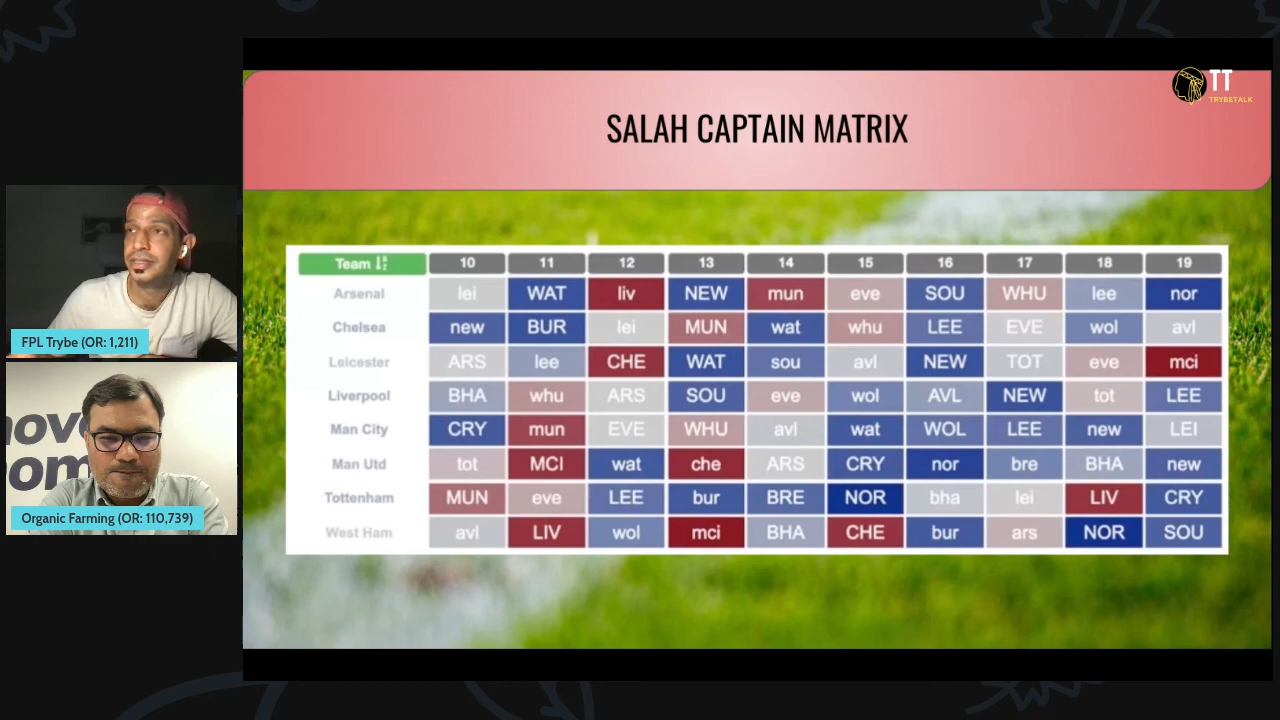 TT
TRYBETALK
SALAH CAPTAIN MATRIX
Team 10 11 12 13 14 15 16 17 18 19
Arsenal lei WAT liv NEW mun eve SOU WHU lee nor
Chelsea new BUR lei MUN wat whu LEE EVE wol avl
Leicester ARS lee CHE WAT sou avl NEW TOT eve mci
Liverpool BHA whu ARS SOU eve wol AVL NEW tot LEE
Man City CRY mun EVE WHU avl wat WOL LEE new LEI
Man Utd tot MCI wat che ARS CRY nor bre BHA new
Tottenham MUN eve LEE bur BRE NOR bha lei LIV CRY
West Ham avl LIV wol mci BHA CHE bur ars NOR SOU
FPL Trybe (OR: 1,211)
Organic Farming (OR: 110,739)